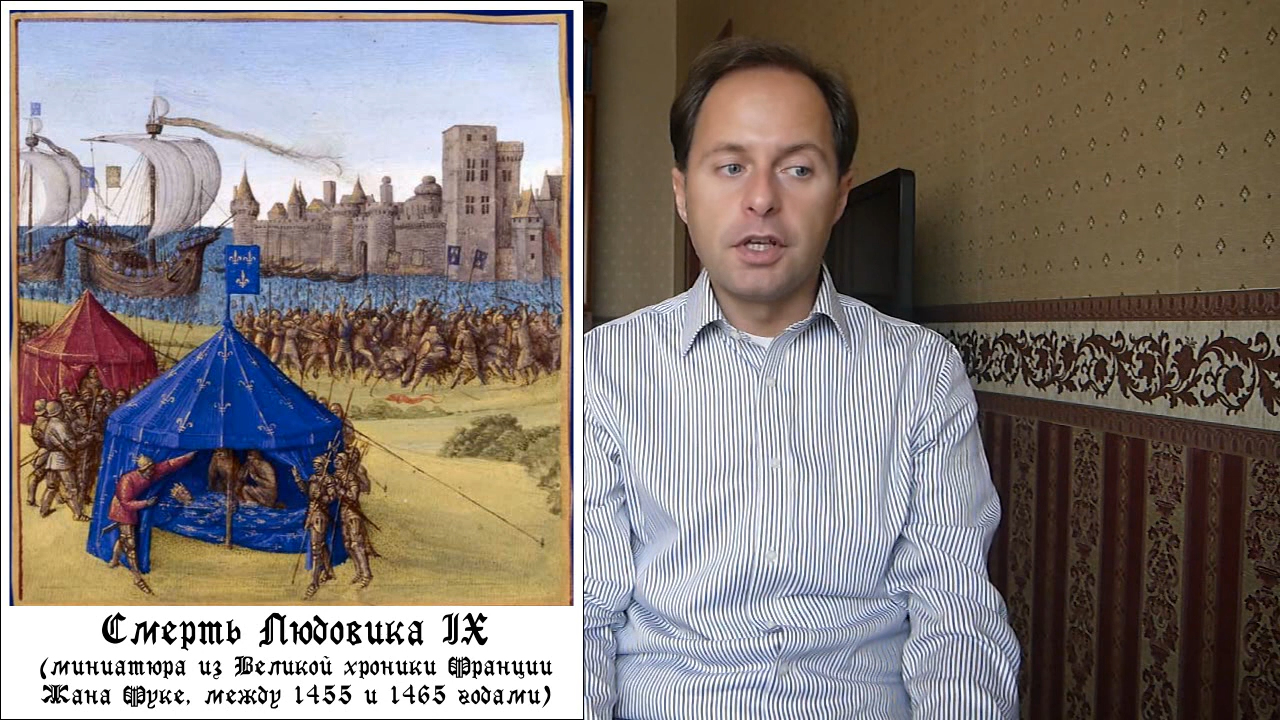 Смерть Людовика IX
(миниатюра из Великой хроники Франции
Жана Фуке, между 1455 и 1465 годами)